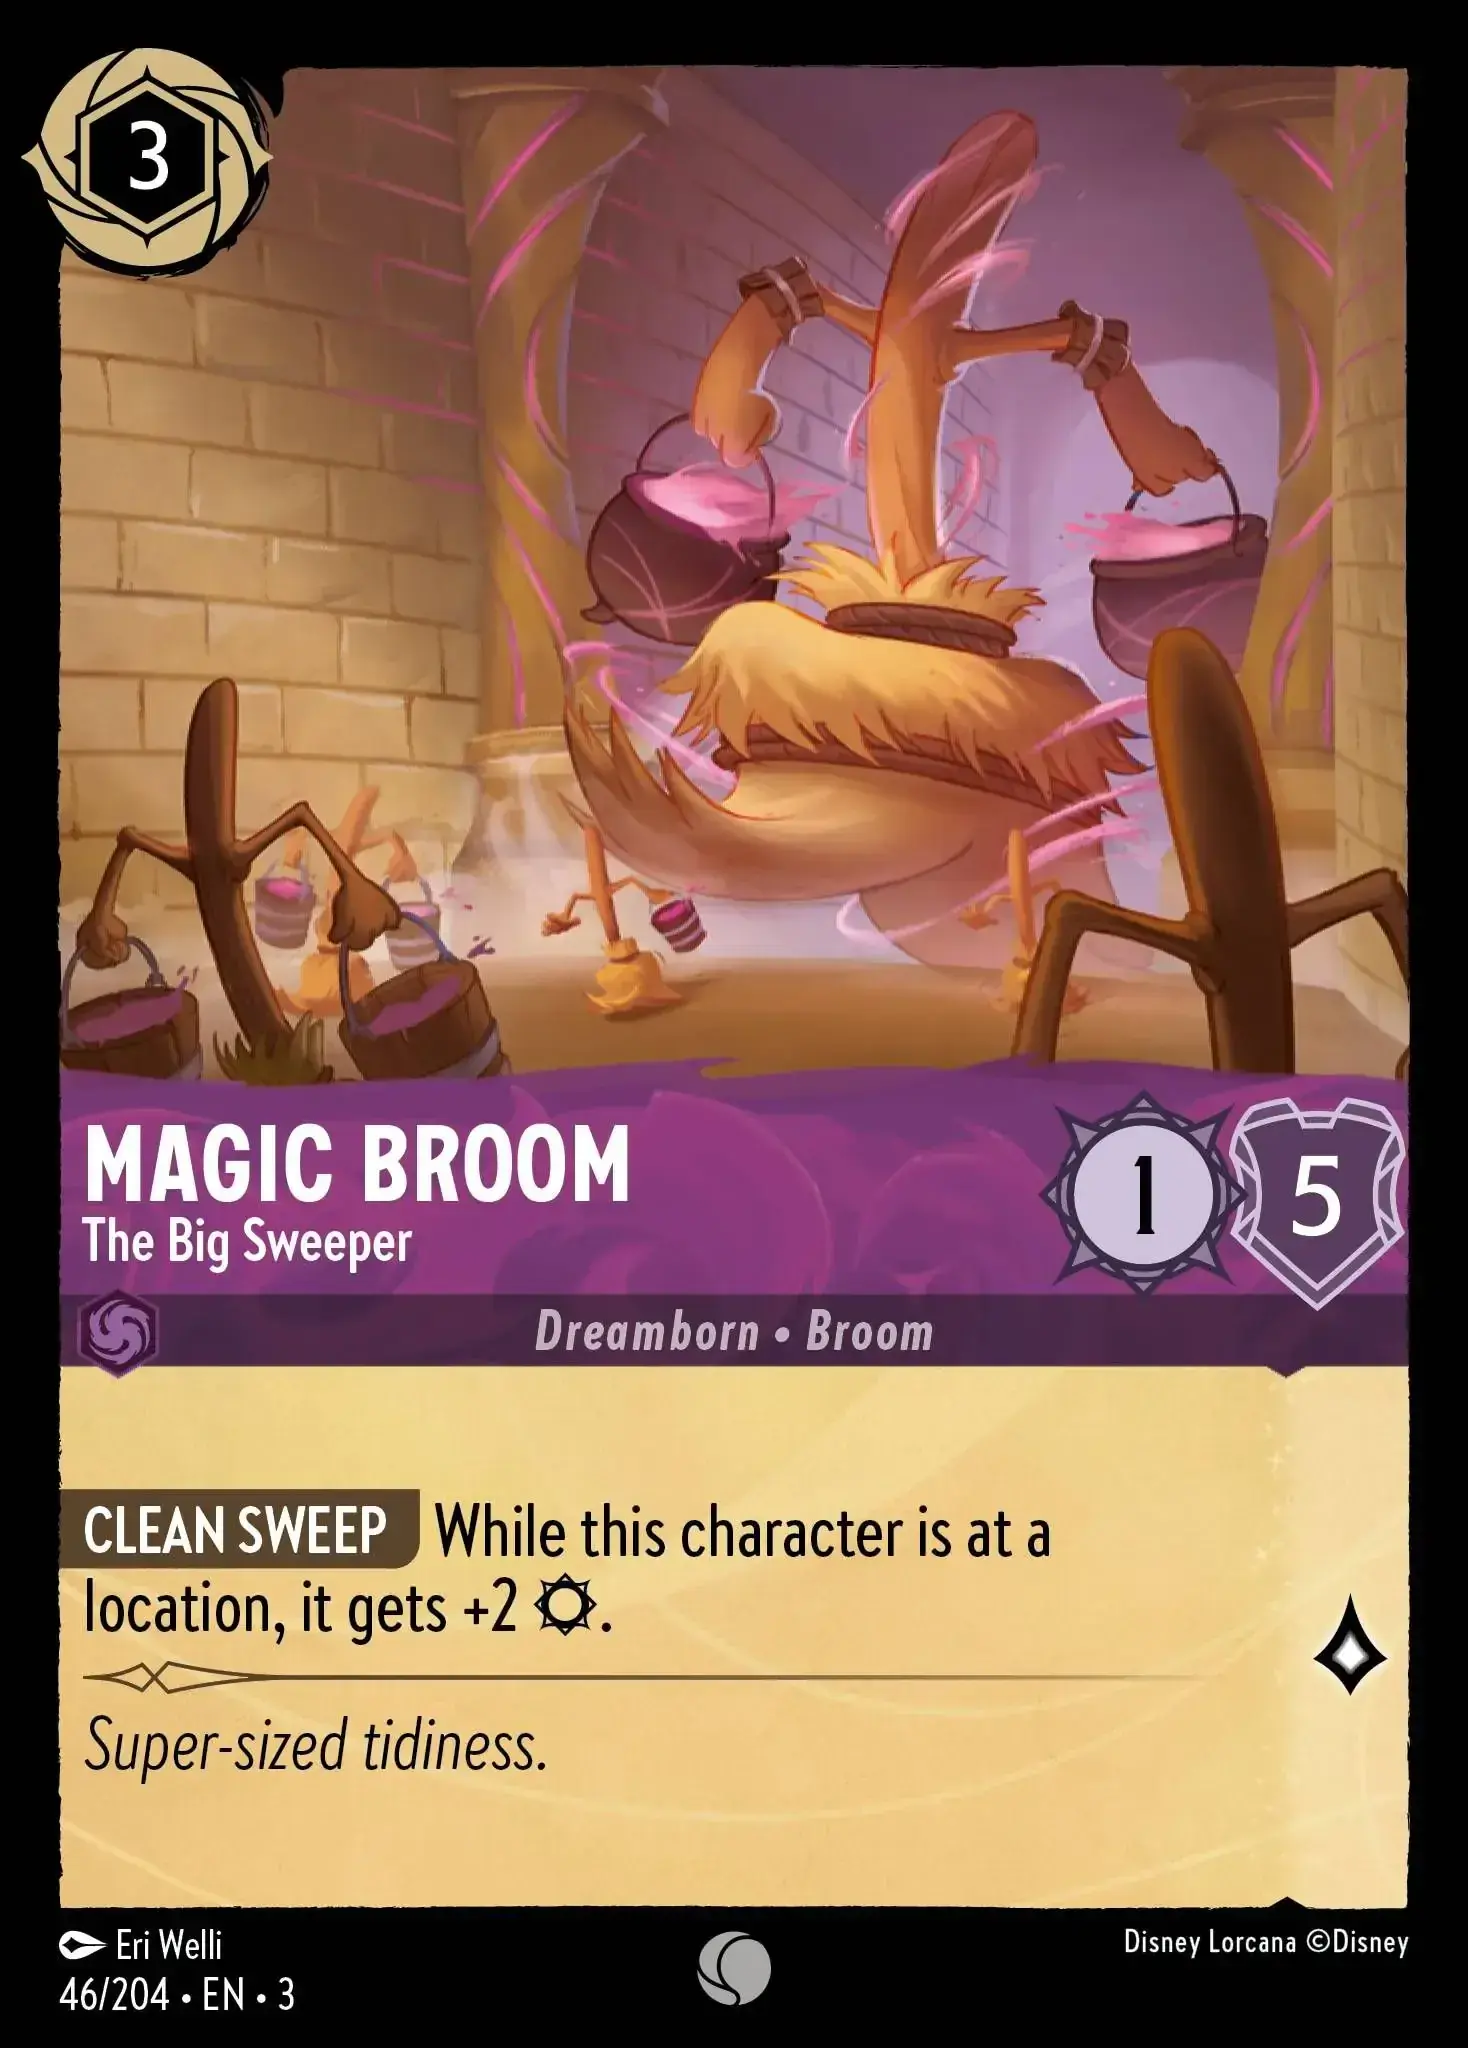 3
MAGIC BROOM
The Big Sweeper
1 5
Dreamborn • Broom
CLEAN SWEEP While this character is at a
location, it gets +2 .
Super-sized tidiness.
Eri Welli
Disney Lorcana ©Disney
46/204 • EN • 3